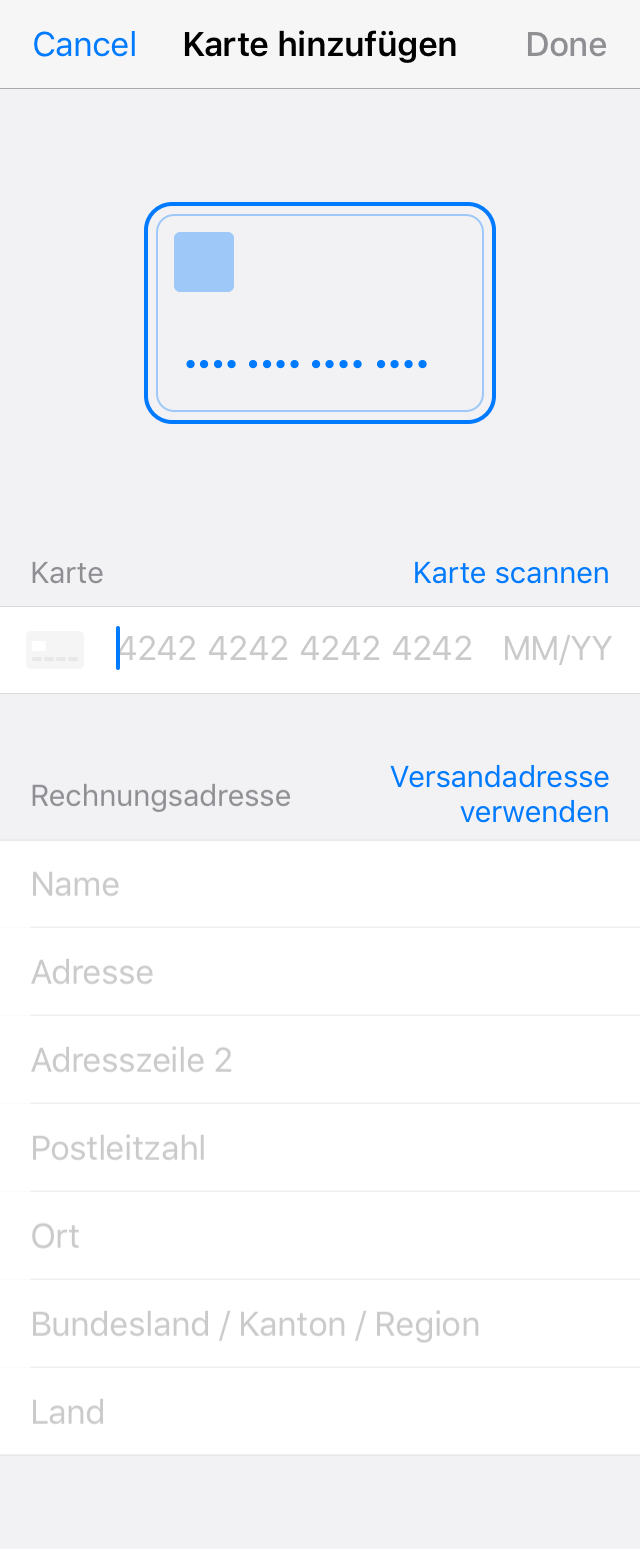 Cancel Karte hinzufügen Done
•••• •••• •••• ••••
Karte Karte scannen
4242 4242 4242 4242 MM/YY
Rechnungsadresse
Versandadresse
verwenden
Name
Adresse
Adresszeile 2
Postleitzahl
Ort
Bundesland / Kanton / Region
Land